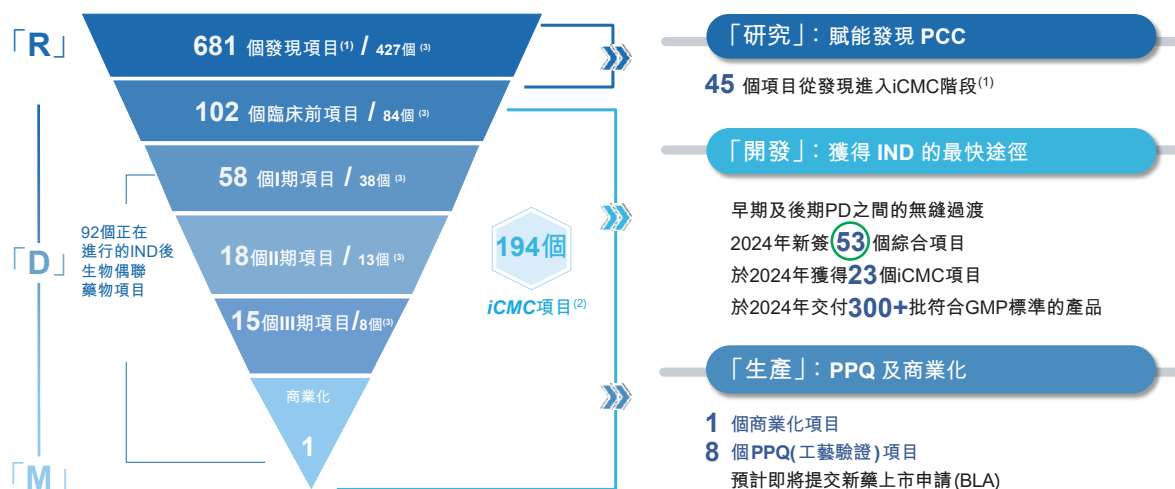 「R」
681 個發現項目(1) / 427個 (3)
102 個臨床前項目 / 84個 (3)
58 個I期項目 / 38個 (3)
18個II期項目 / 13個 (3)
15個III期項目/8個(3)
商業化
1
「D」
92個正在
進行的IND後
生物偶聯
藥物項目
「M」
194個
iCMC項目(2)
「研究」：賦能發現 PCC
45 個項目從發現進入iCMC階段(1)
「開發」：獲得 IND 的最快途徑
早期及後期PD之間的無縫過渡
2024年新簽53個綜合項目
於2024年獲得23個iCMC項目
於2024年交付300+批符合GMP標準的產品
「生產」：PPQ 及商業化
1 個商業化項目
8 個PPQ(工藝驗證)項目
預計即將提交新藥上市申請(BLA)